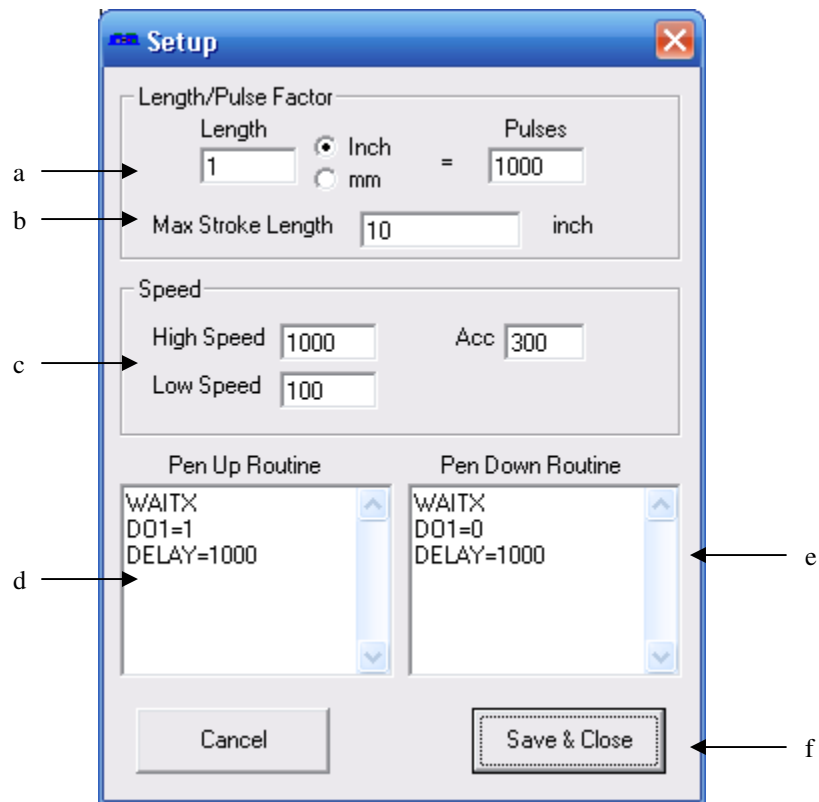 Setup
Length/Pulse Factor
Length
Pulses
a
1
Inch
mm
=
1000
b
Max Stroke Length
10
inch
Speed
High Speed
1000
Acc
300
c
Low Speed
100
Pen Up Routine
Pen Down Routine
WAITX
DO1=1
DELAY=1000
WAITX
DO1=0
DELAY=1000
d
e
Cancel
Save & Close
f